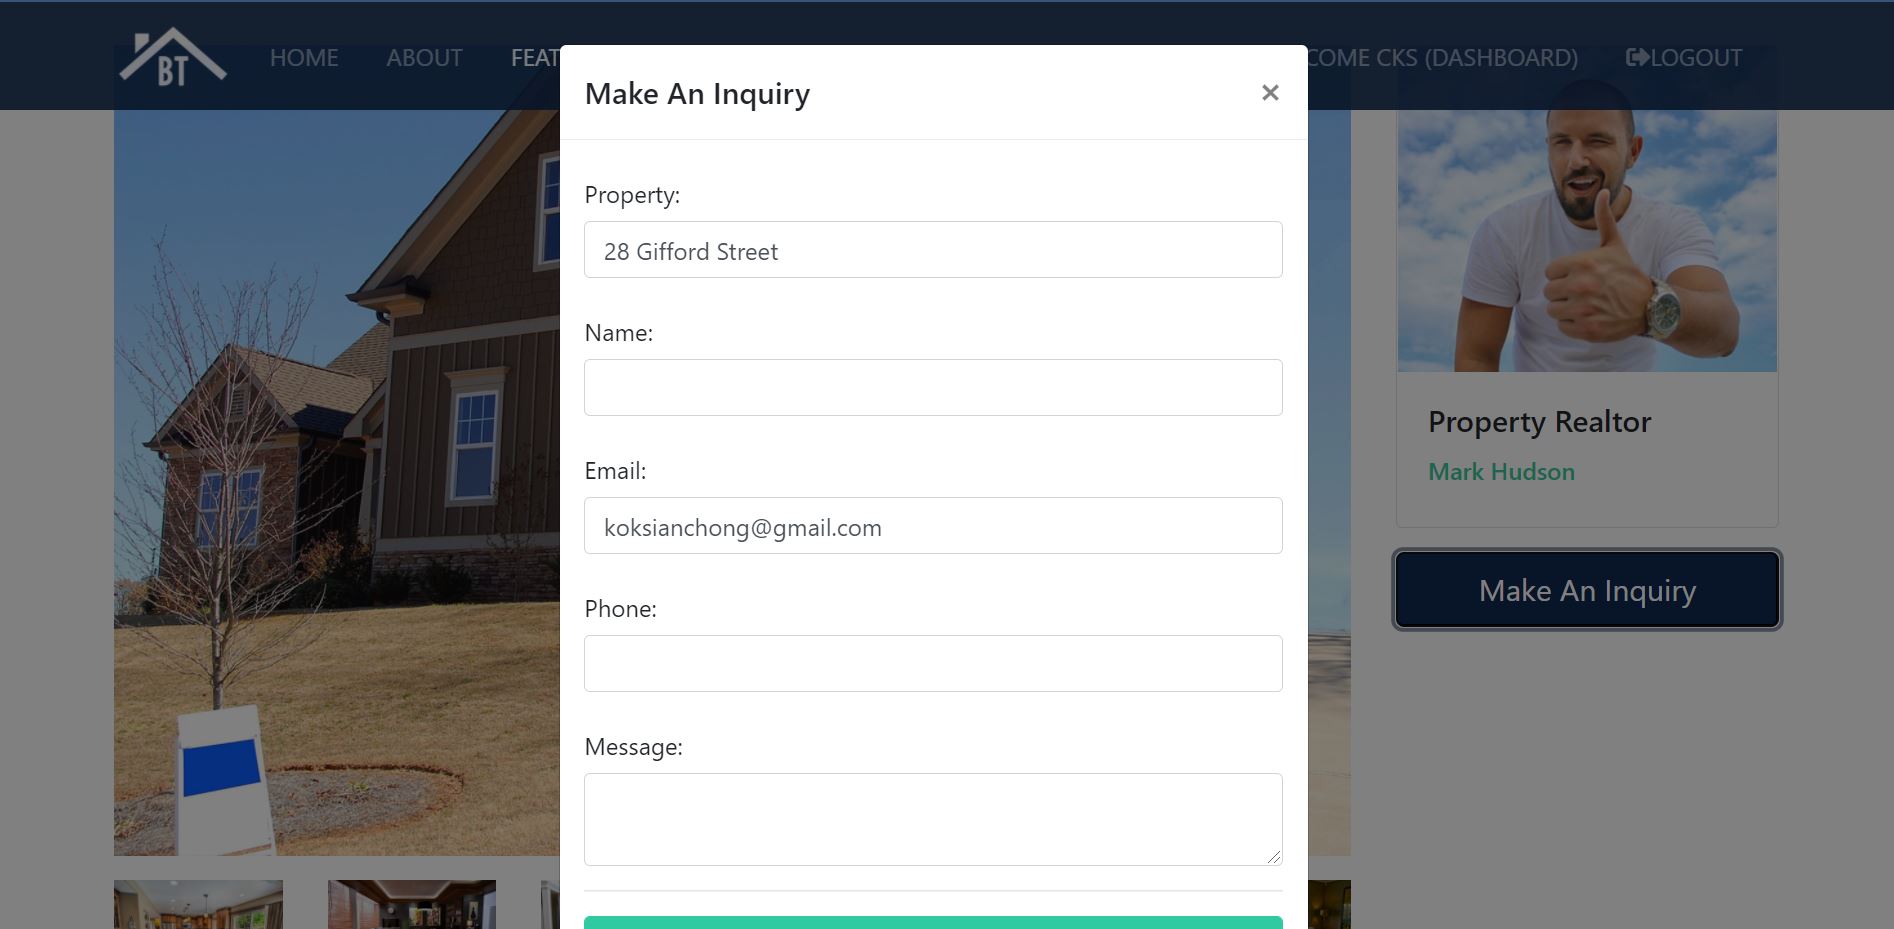 BT
HOME
ABOUT
FEAT
COME CKS (DASHBOARD)
LOGOUT
Make An Inquiry
×
Property:
28 Gifford Street
Name:
Email:
koksianchong@gmail.com
Phone:
Message:
Property Realtor
Mark Hudson
Make An Inquiry